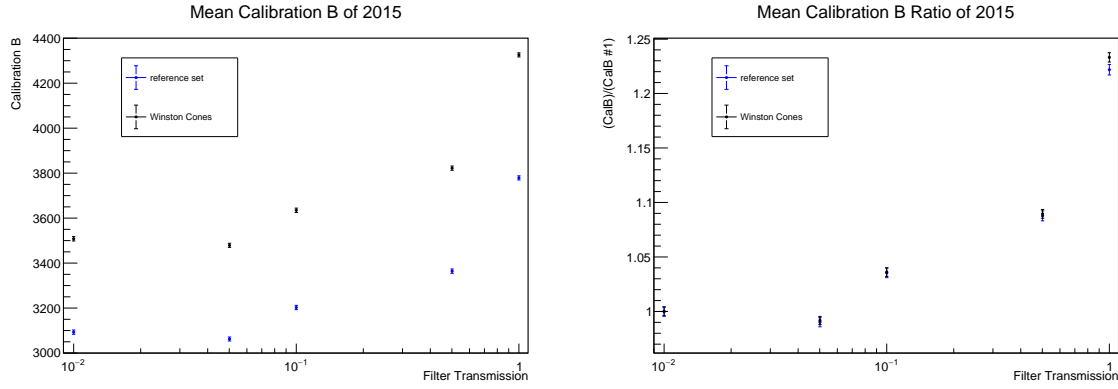 Mean Calibration B of 2015
Calibration B
4400
4200
4000
3800
3600
3400
3200
3000
reference set
Winston Cones
10−2
10−1
1
Filter Transmission
Mean Calibration B Ratio of 2015
(CalB)/(CalB #1)
1.25
1.2
1.15
1.1
1.05
1
reference set
Winston Cones
10−2
10−1
1
Filter Transmission